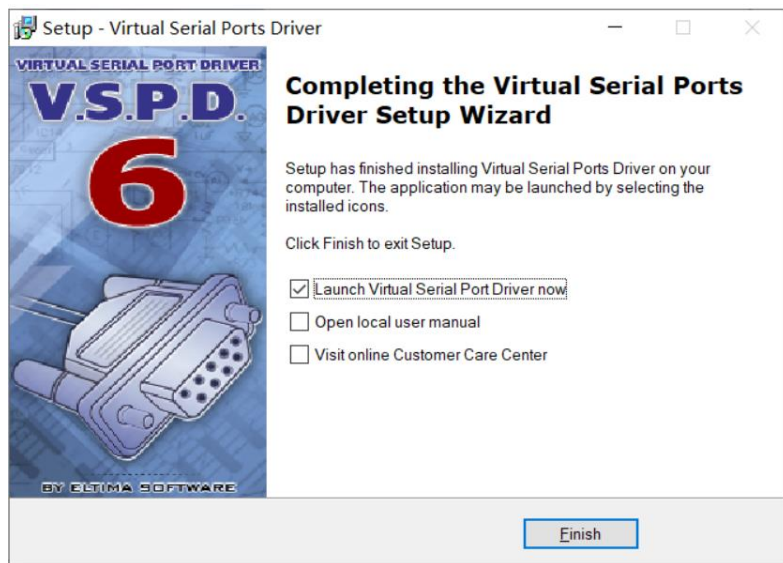 Setup - Virtual Serial Ports Driver
VIRTUAL SERIAL PORT DRIVER
V.S.P.D.
6
BY ELTIMA SOFTWARE
Completing the Virtual Serial Ports
Driver Setup Wizard
Setup has finished installing Virtual Serial Ports Driver on your
computer. The application may be launched by selecting the
installed icons.
Click Finish to exit Setup.
Launch Virtual Serial Port Driver now
Open local user manual
Visit online Customer Care Center
Finish